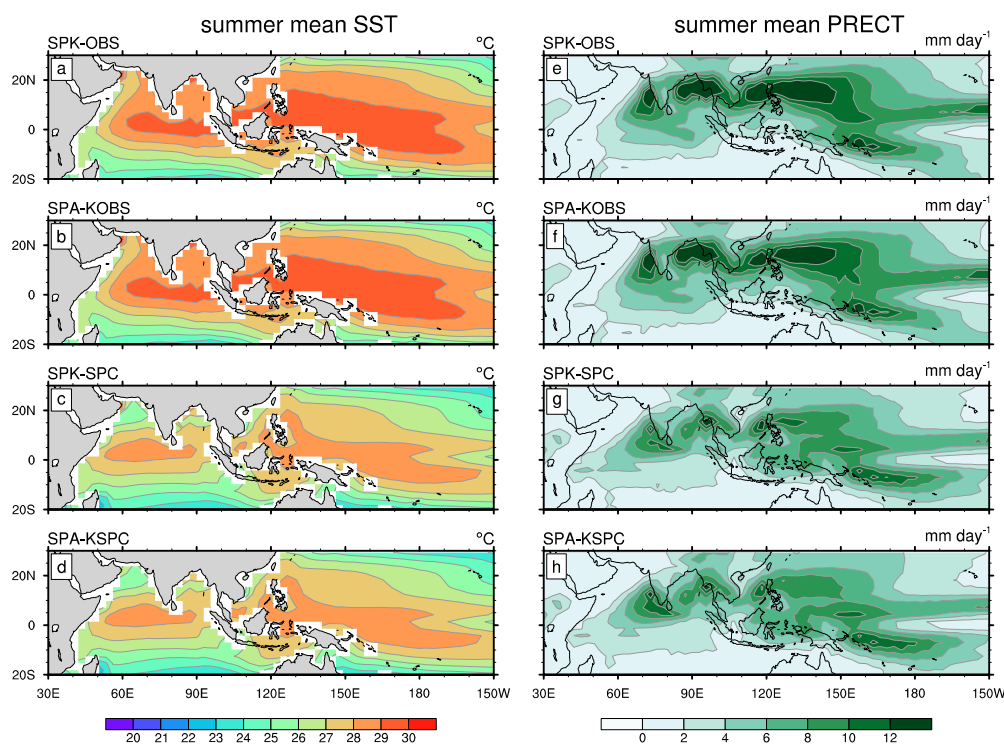 summer mean SST
summer mean PRECT
SPK-OBS °C
SPK-OBS mm day⁻¹
a
e
20N
0
20S
SPA-KOBS °C
SPA-KOBS mm day⁻¹
b
f
20N
0
20S
SPK-SPC °C
SPK-SPC mm day⁻¹
c
g
20N
0
20S
SPA-KSPC °C
SPA-KSPC mm day⁻¹
d
h
20N
0
20S
30E 60E 90E 120E 150E 180 150W
30E 60E 90E 120E 150E 180 150W
20 21 22 23 24 25 26 27 28 29 30
0 2 4 6 8 10 12